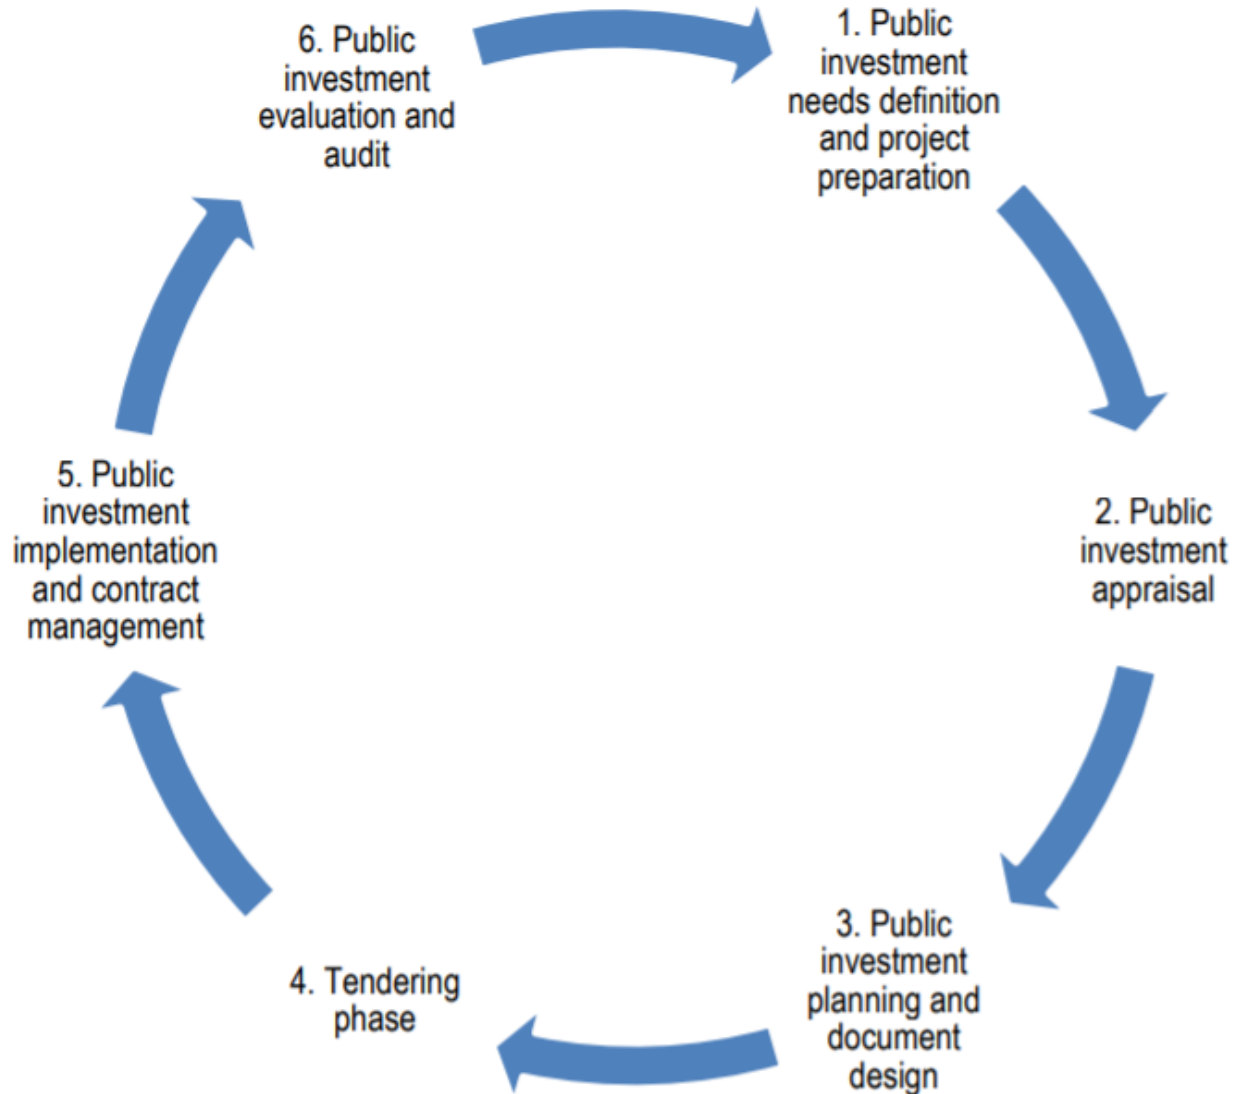 1. Public
investment
needs definition
and project
preparation
2. Public
investment
appraisal
3. Public
investment
planning and
document
design
4. Tendering
phase
5. Public
investment
implementation
and contract
management
6. Public
investment
evaluation and
audit